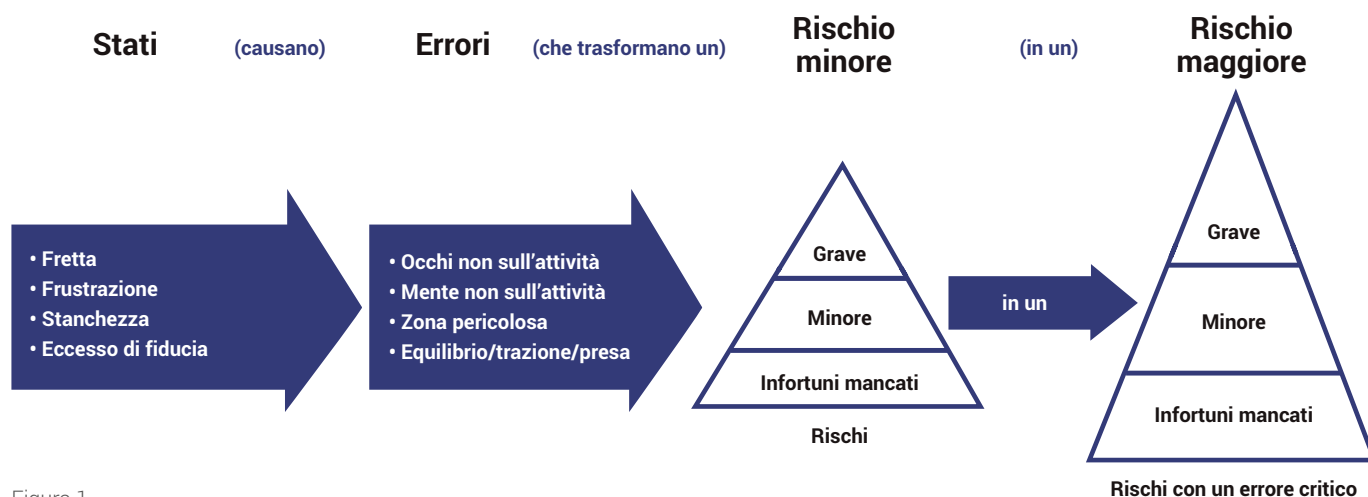 Stati (causano) Errori (che trasformano un) Rischio minore (in un) Rischio maggiore
• Fretta
• Frustrazione
• Stanchezza
• Eccesso di fiducia
• Occhi non sull'attività
• Mente non sull'attività
• Zona pericolosa
• Equilibrio/trazione/presa
Grave
Minore
Infortuni mancati
Rischi
in un
Grave
Minore
Infortuni mancati
Rischi con un errore critico
Figure 1